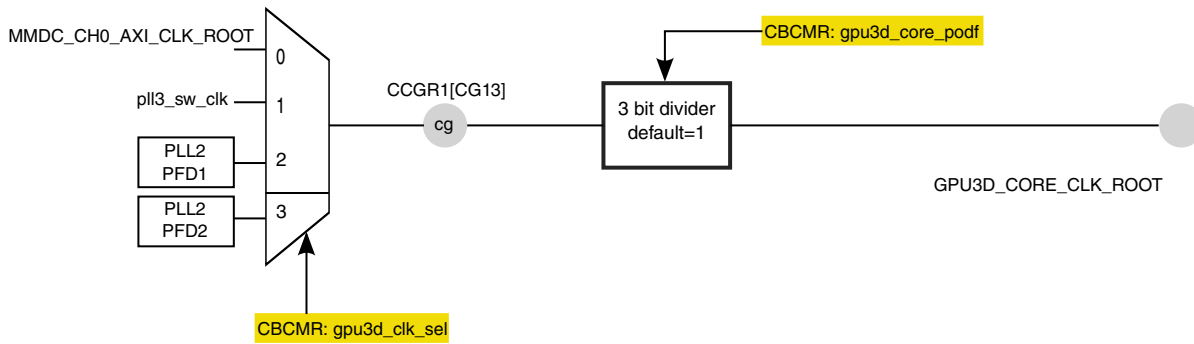 MMDC_CH0_AXI_CLK_ROOT
0
pll3_sw_clk
1
PLL2
PFD1
2
PLL2
PFD2
3
CBCMR: gpu3d_clk_sel
CCGR1[CG13]
cg
CBCMR: gpu3d_core_podf
3 bit divider
default=1
GPU3D_CORE_CLK_ROOT